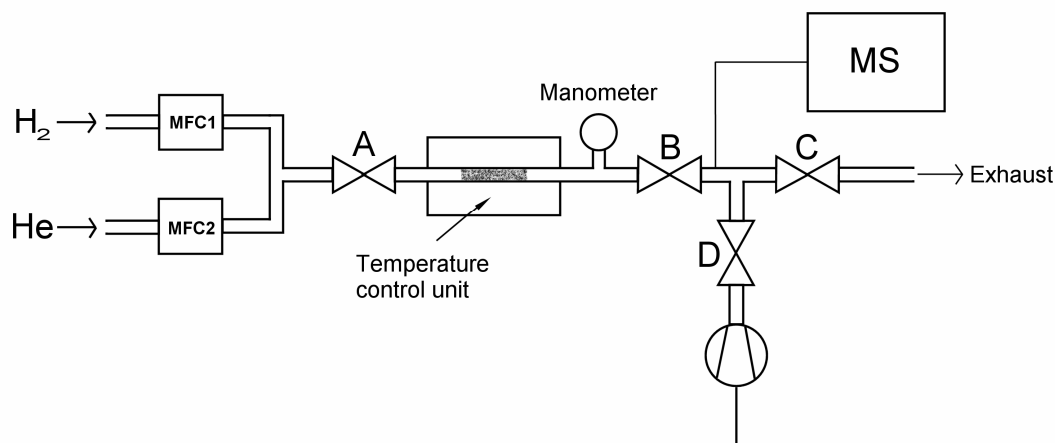 MS
Manometer
H₂
MFC1
A
B
C
Exhaust
He
MFC2
D
Temperature
control unit